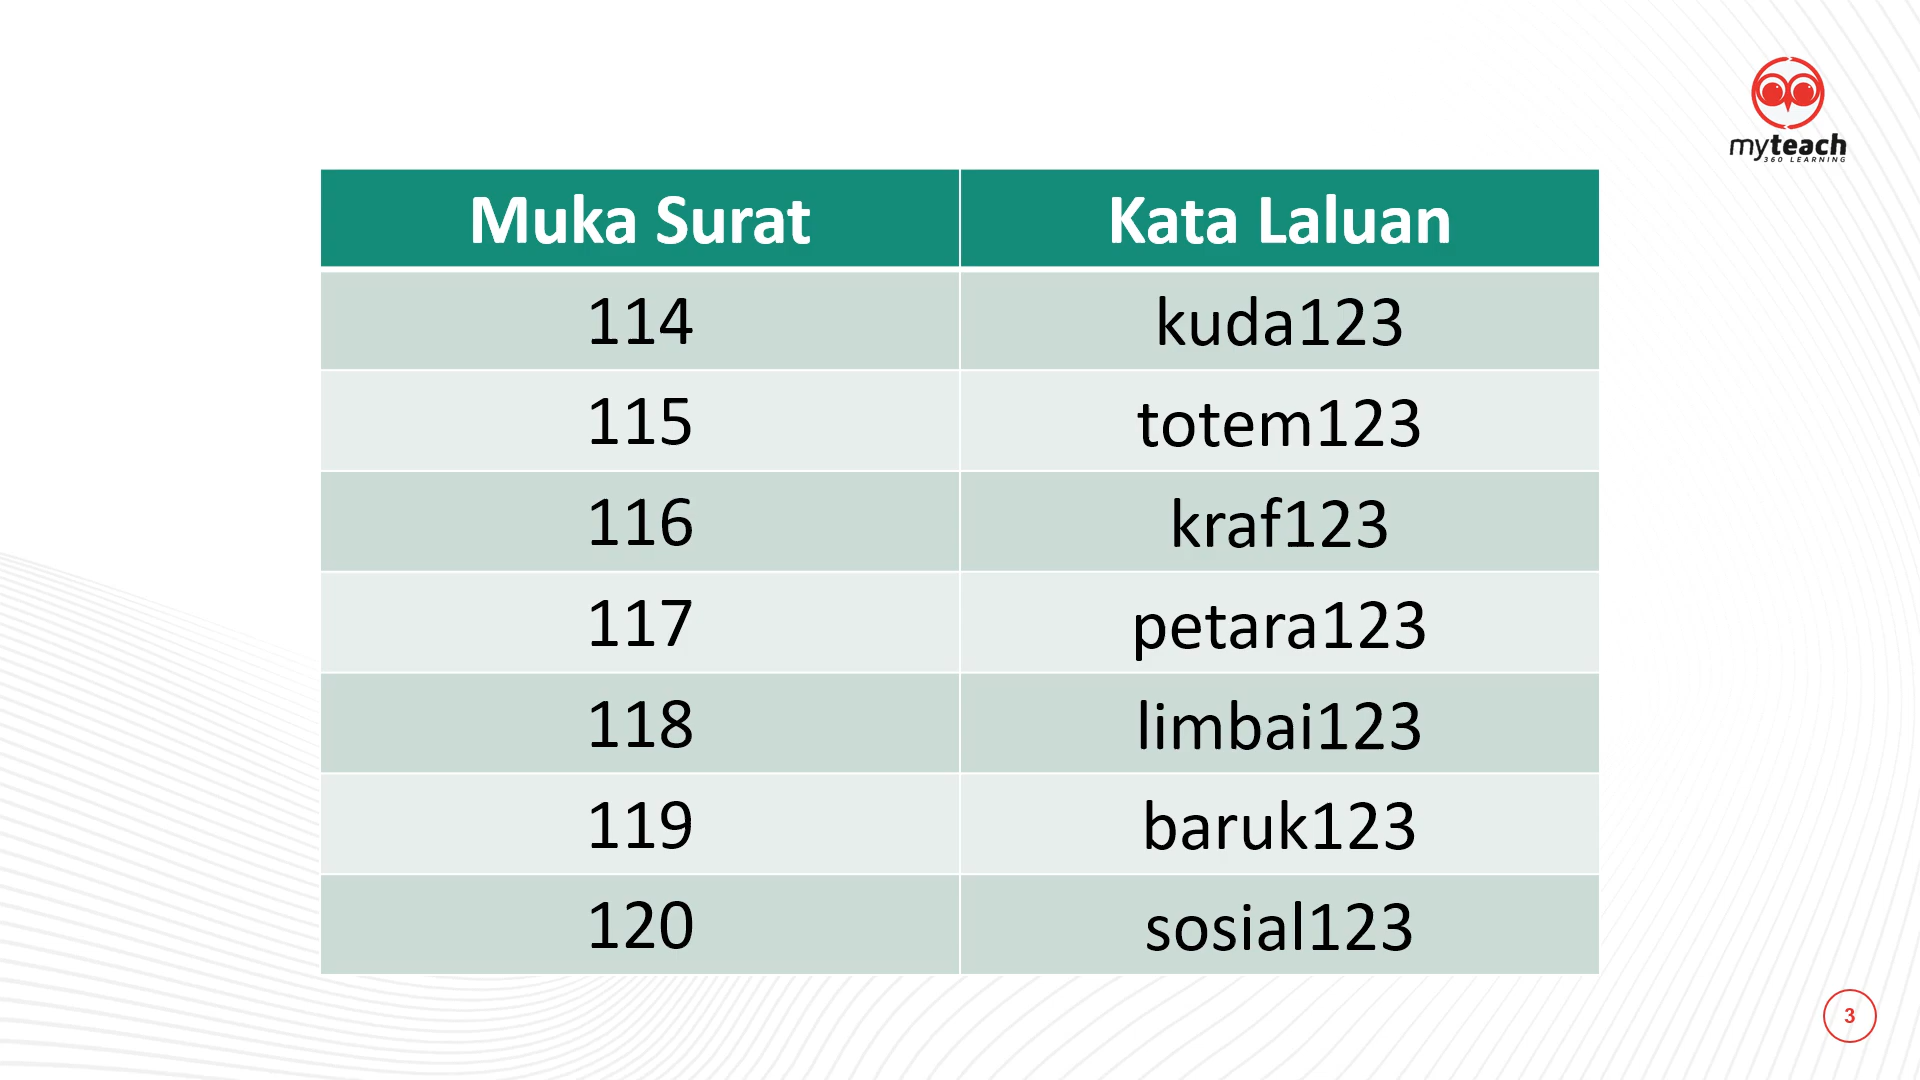 myteach
360 LEARNING
Muka Surat Kata Laluan
114 kuda123
115 totem123
116 kraf123
117 petara123
118 limbai123
119 baruk123
120 sosial123
3